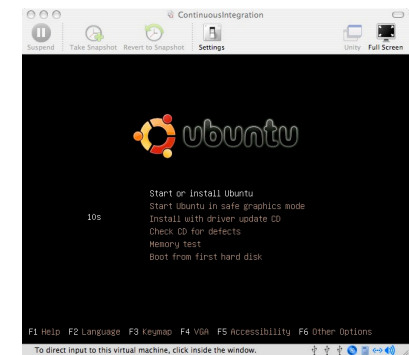 ContinuousIntegration
Suspend Take Snapshot Revert to Snapshot Settings Unity Full Screen
ubuntu
Start or install Ubuntu
Start Ubuntu in safe graphics mode
10s Install with driver update CD
Check CD for defects
Memory test
Boot from first hard disk
F1 Help F2 Language F3 Keymap F4 VGA F5 Accessibility F6 Other Options
To direct input to this virtual machine, click inside the window.